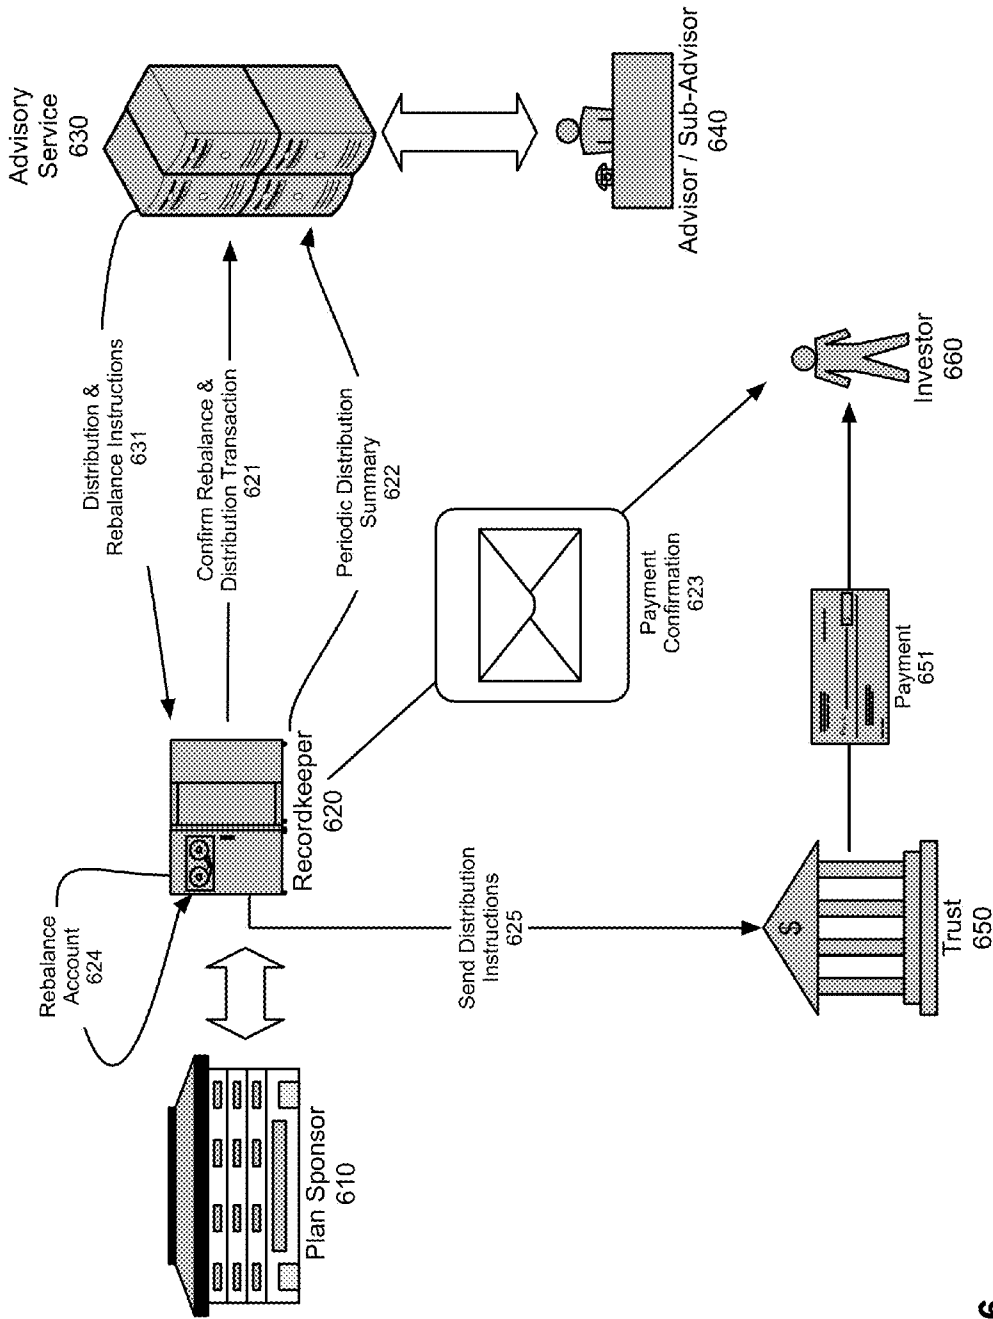 Advisory
Service
630
Distribution &
Rebalance Instructions
631
Confirm Rebalance &
Distribution Transaction
621
Periodic Distribution
Summary
622
Advisor / Sub-Advisor
640
Rebalance
Account
624
Recordkeeper
620
Plan Sponsor
610
Payment
Confirmation
623
Send Distribution
Instructions
625
Investor
660
Payment
651
$
Trust
650